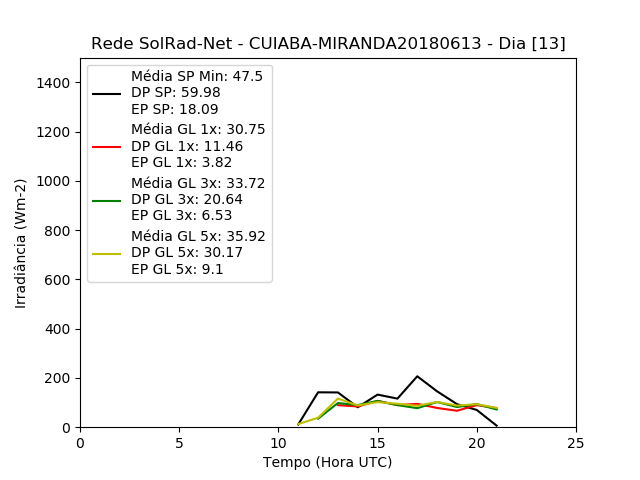 Rede SolRad-Net - CUIABA-MIRANDA20180613 - Dia [13]
Média SP Min: 47.5
DP SP: 59.98
EP SP: 18.09
Média GL 1x: 30.75
DP GL 1x: 11.46
EP GL 1x: 3.82
Média GL 3x: 33.72
DP GL 3x: 20.64
EP GL 3x: 6.53
Média GL 5x: 35.92
DP GL 5x: 30.17
EP GL 5x: 9.1
Irradiância (Wm-2)
1400
1200
1000
800
600
400
200
0
0 5 10 15 20 25
Tempo (Hora UTC)